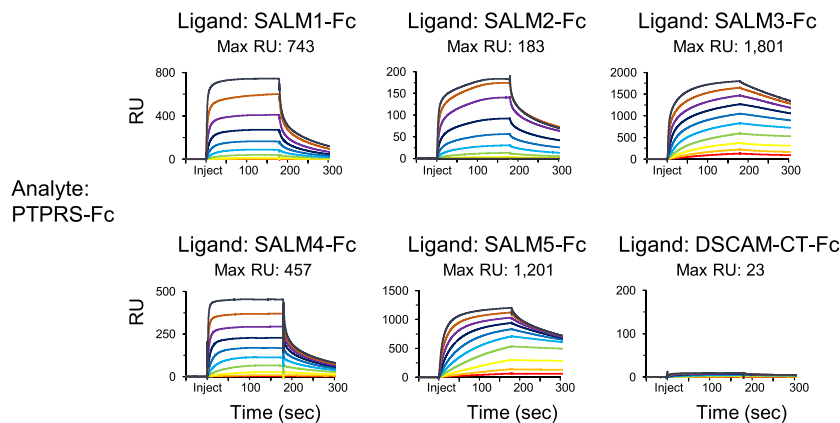 Ligand: SALM1-Fc
Max RU: 743
Ligand: SALM2-Fc
Max RU: 183
Ligand: SALM3-Fc
Max RU: 1,801
RU
800
400
0
Inject 100 200 300
200
150
100
50
0
Inject 100 200 300
2000
1500
1000
500
0
Inject 100 200 300
Analyte:
PTPRS-Fc
Ligand: SALM4-Fc
Max RU: 457
Ligand: SALM5-Fc
Max RU: 1,201
Ligand: DSCAM-CT-Fc
Max RU: 23
RU
500
250
0
Inject 100 200 300
Time (sec)
1500
1000
500
0
Inject 100 200 300
Time (sec)
200
100
0
Inject 100 200 300
Time (sec)